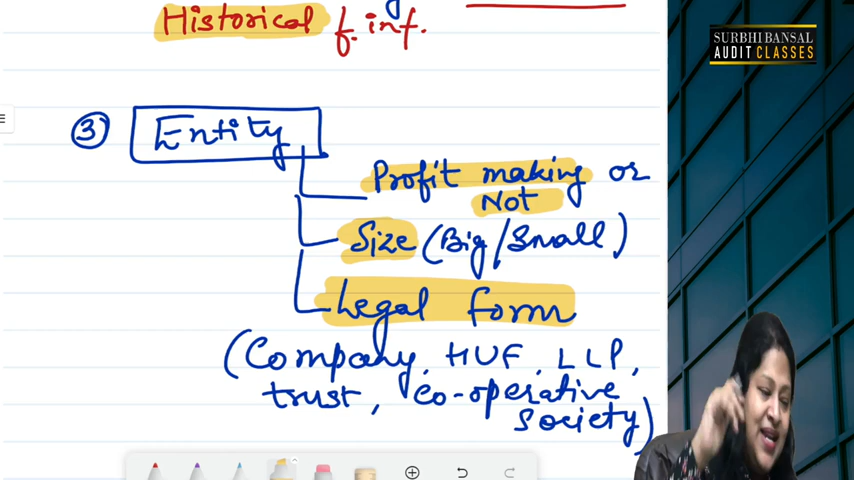 Historical f. inf.
SURBHI BANSAL
AUDIT CLASSES
③ Entity
Profit making or
Not
Size (Big/Small)
Legal form
(Company, HUF, LLP,
trust, Co-operative
Society)